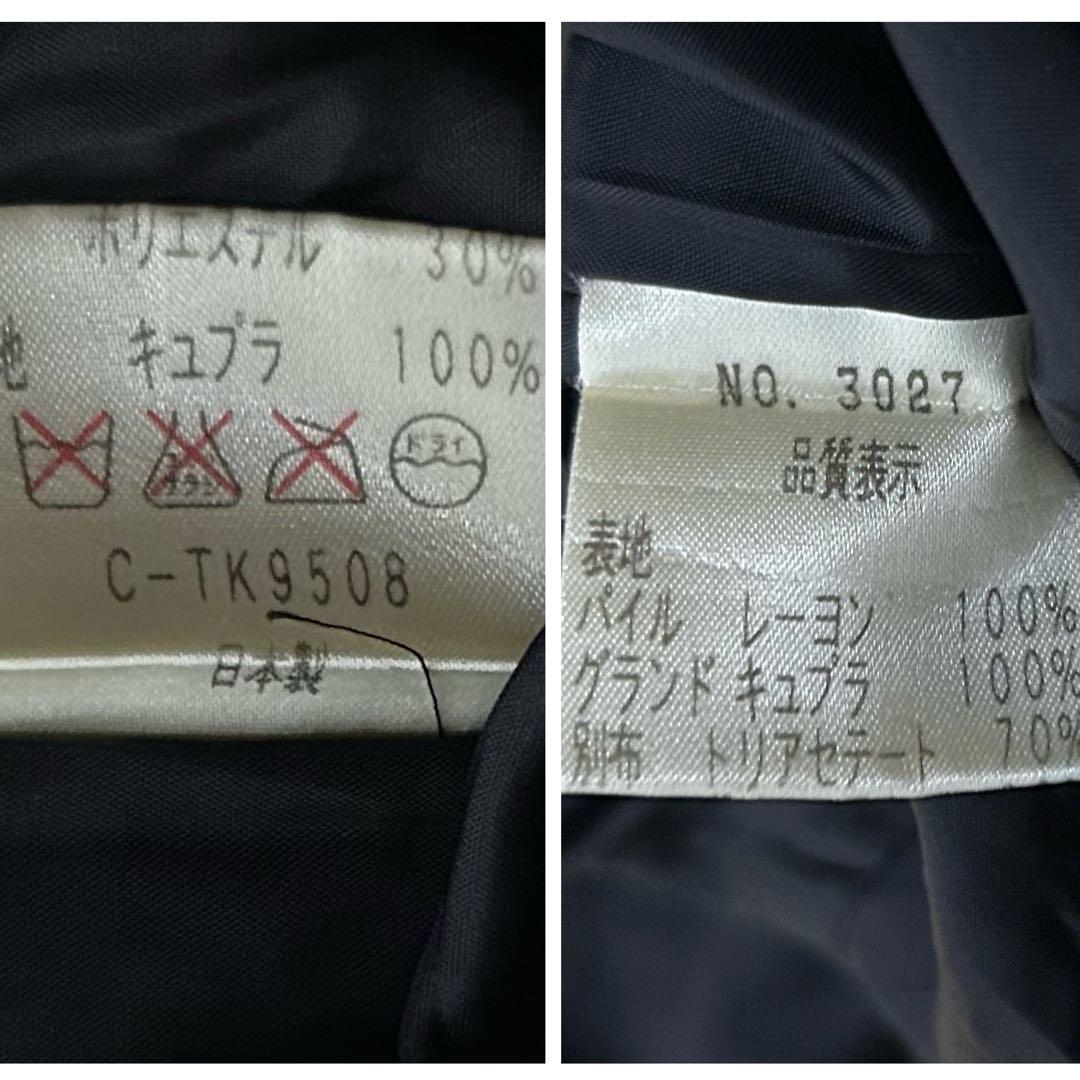 ポリエステル 30%
地 キュプラ 100%
ドライ
C-TK9508
日本製
NO. 3027
品質表示
表地
パイル レーヨン 100%
グランド キュプラ 100%
別布 トリアセテート 70%